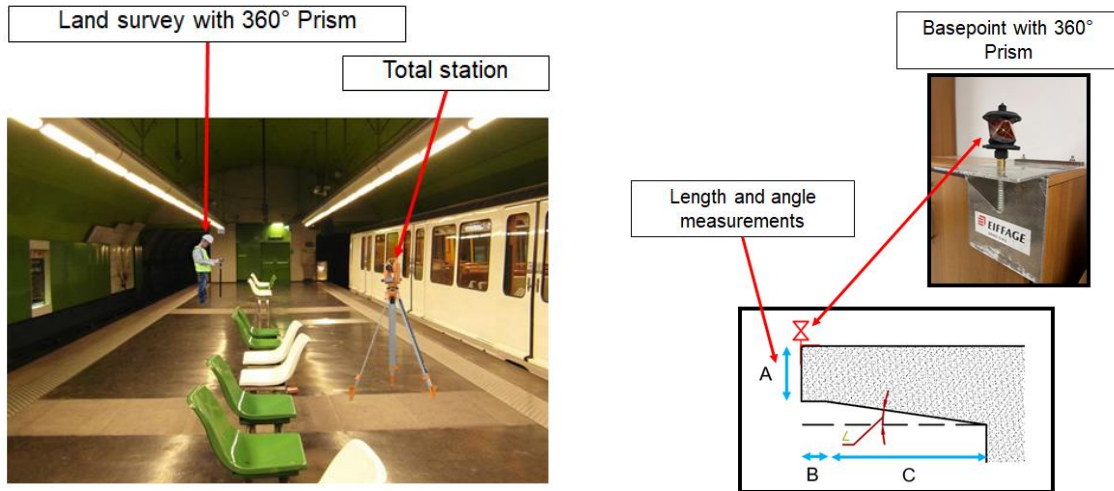 Land survey with 360° Prism
Total station
Basepoint with 360°
Prism
Length and angle
measurements
EIFFAGE
A
B
C